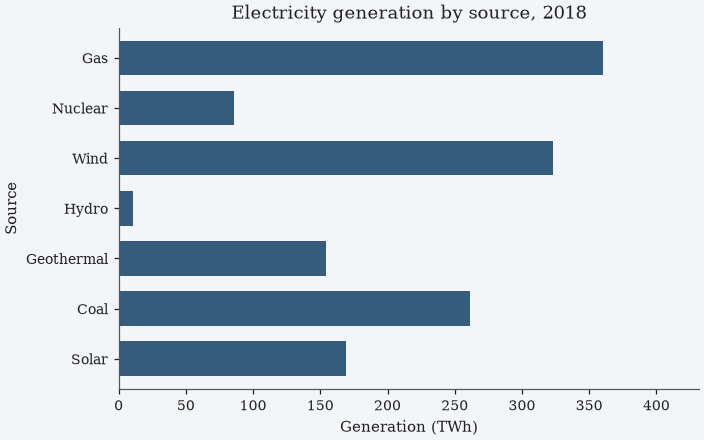 Electricity generation by source, 2018
Gas
Nuclear
Wind
Hydro
Geothermal
Coal
Solar
Source
0 50 100 150 200 250 300 350 400
Generation (TWh)